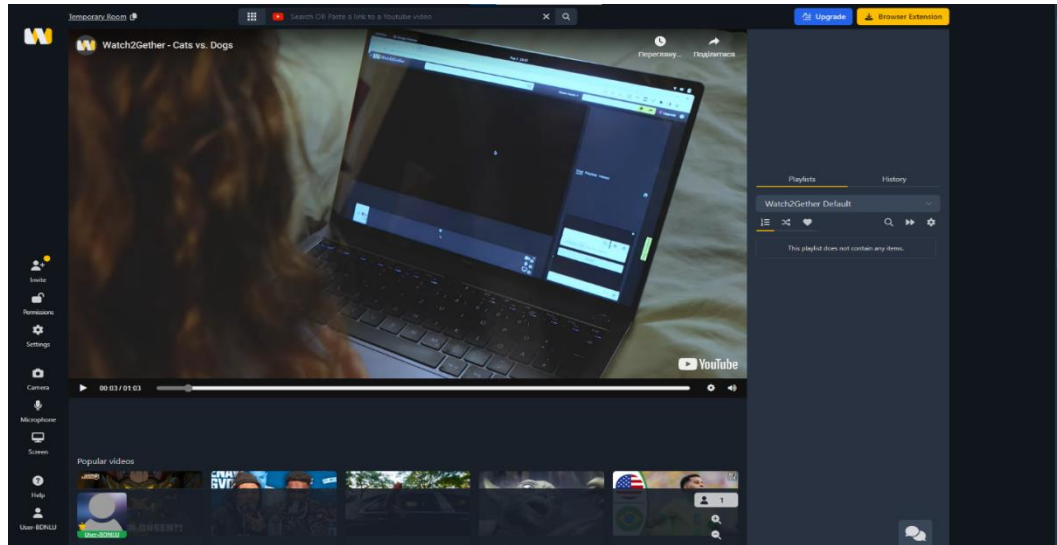 Temporary Room
Search OR Paste a link to a Youtube video
Upgrade
Browser Extension
Watch2Gether - Cats vs. Dogs
Перегляну...
Поділитися
YouTube
00:03 / 01:03
Invite
Permissions
Settings
Camera
Microphone
Screen
Help
User-BDNLU
Playlists
History
Watch2Gether Default
This playlist does not contain any items.
Popular videos
User-BDNLU
1